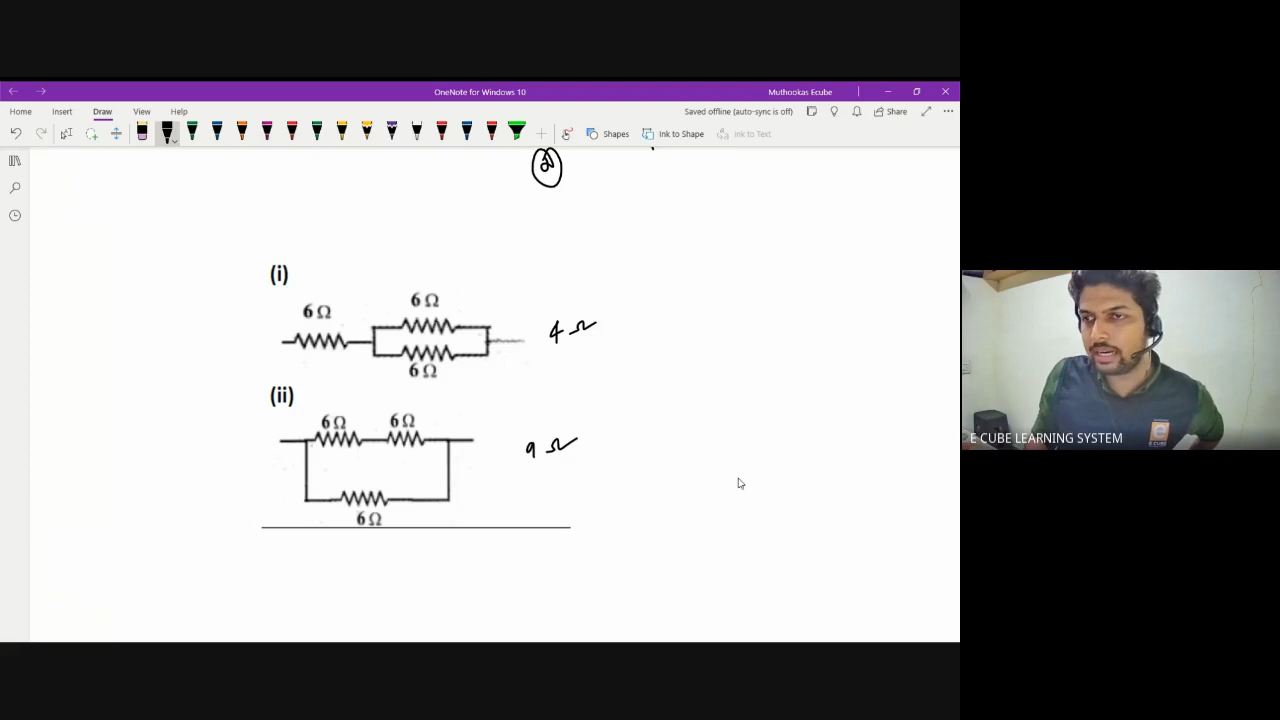 OneNote for Windows 10
Muthookas Ecube
Home Insert Draw View Help
Saved offline (auto-sync is off)
Share
Shapes
Ink to Shape
Ink to Text
(i)
6 Ω
6 Ω
6 Ω
4 Ω
(ii)
6 Ω 6 Ω
9 Ω
6 Ω
E CUBE LEARNING SYSTEM